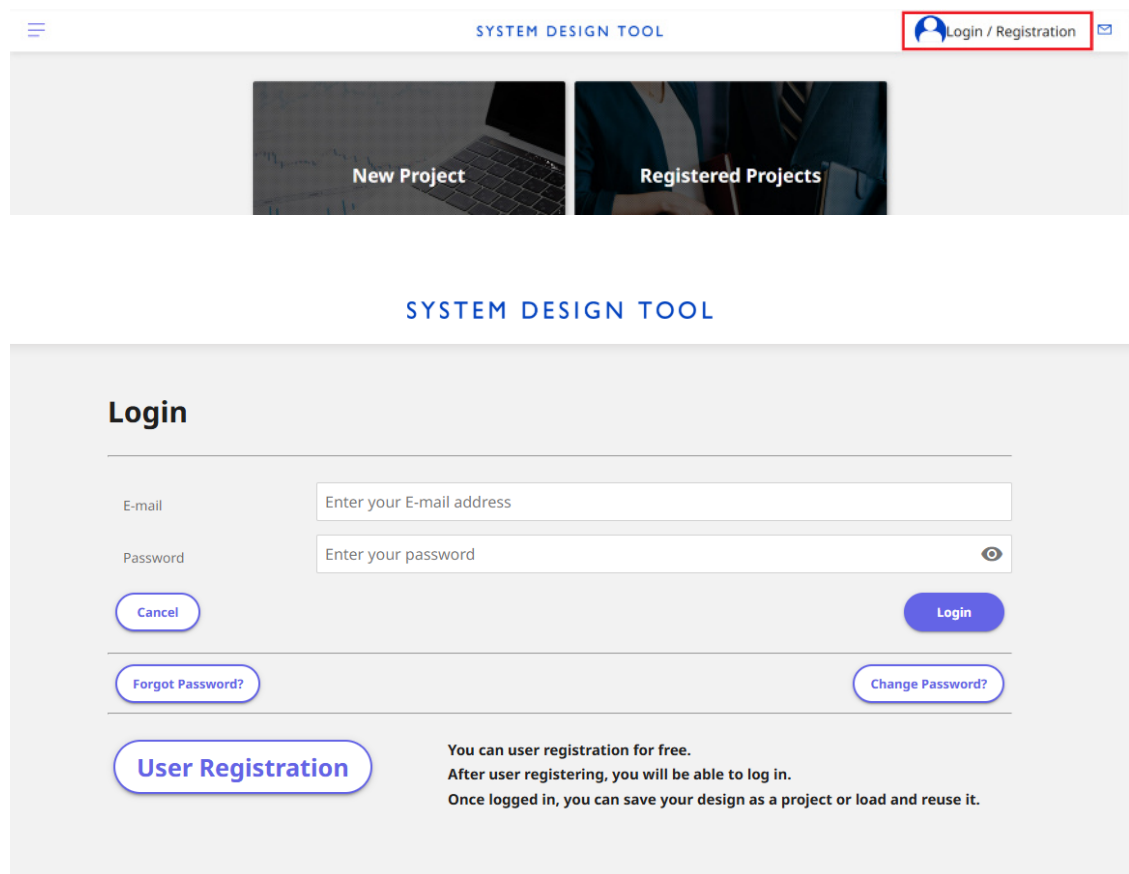 SYSTEM DESIGN TOOL
Login / Registration
New Project
Registered Projects
SYSTEM DESIGN TOOL
Login
E-mail
Enter your E-mail address
Password
Enter your password
Cancel
Login
Forgot Password?
Change Password?
User Registration
You can user registration for free.
After user registering, you will be able to log in.
Once logged in, you can save your design as a project or load and reuse it.